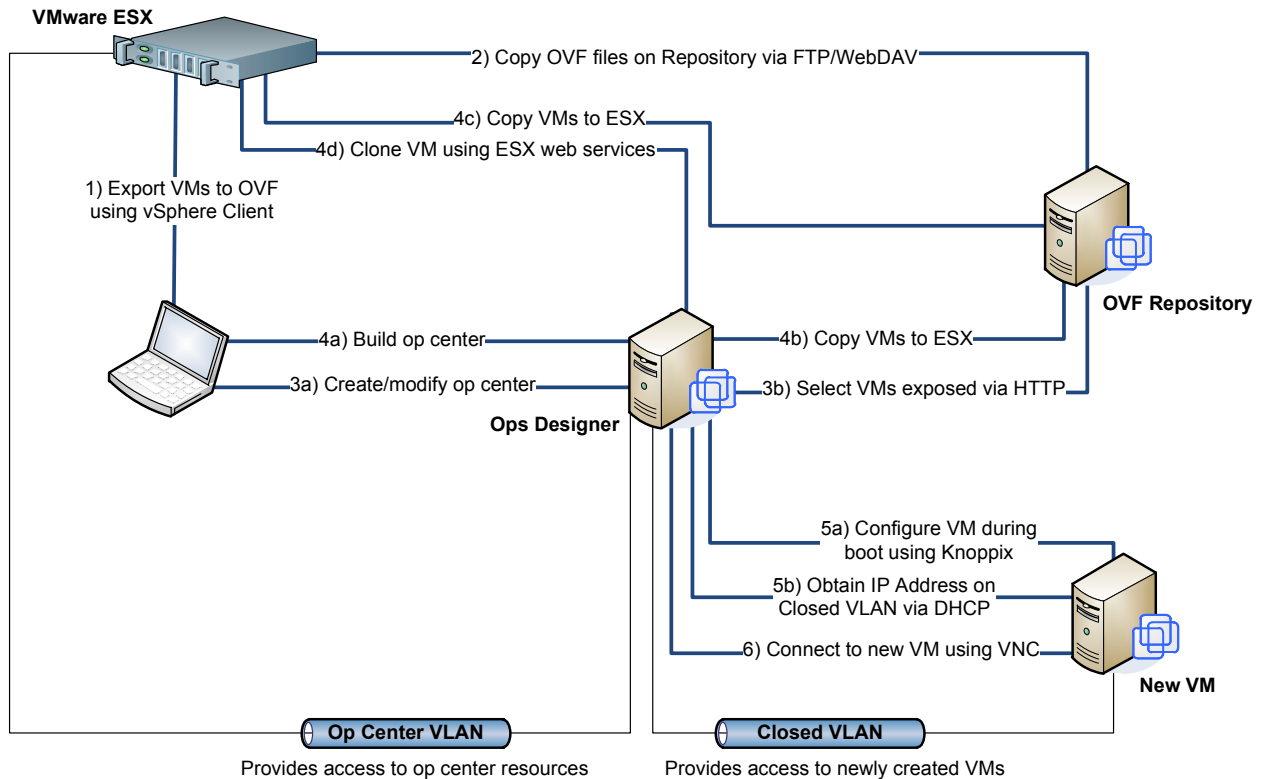 VMware ESX
2) Copy OVF files on Repository via FTP/WebDAV
4c) Copy VMs to ESX
4d) Clone VM using ESX web services
1) Export VMs to OVF
using vSphere Client
OVF Repository
4a) Build op center
4b) Copy VMs to ESX
3a) Create/modify op center
3b) Select VMs exposed via HTTP
Ops Designer
5a) Configure VM during
boot using Knoppix
5b) Obtain IP Address on
Closed VLAN via DHCP
6) Connect to new VM using VNC
New VM
Op Center VLAN
Closed VLAN
Provides access to op center resources
Provides access to newly created VMs